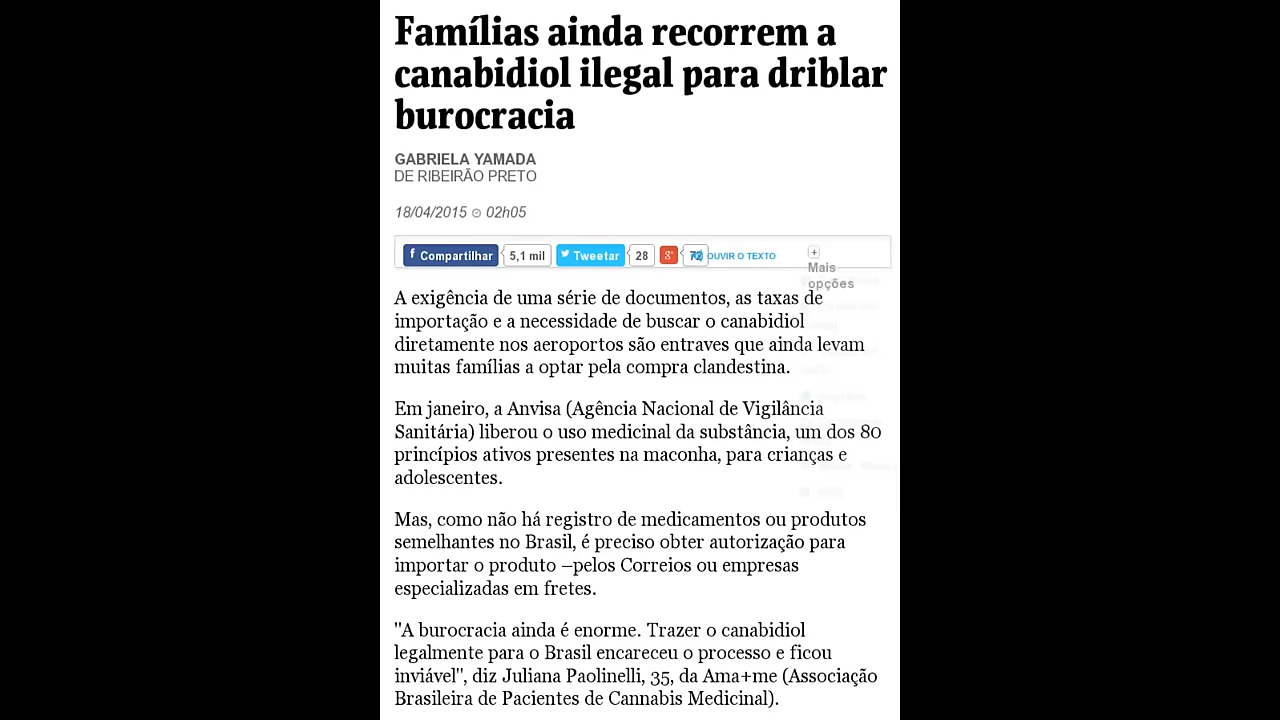 Famílias ainda recorrem a
canabidiol ilegal para driblar
burocracia
GABRIELA YAMADA
DE RIBEIRÃO PRETO
18/04/2015 02h05
f Compartilhar 5,1 mil Tweetar 28 g+ 72 OUVIR O TEXTO +
Mais
opções
A exigência de uma série de documentos, as taxas de
importação e a necessidade de buscar o canabidiol
diretamente nos aeroportos são entraves que ainda levam
muitas famílias a optar pela compra clandestina.
Em janeiro, a Anvisa (Agência Nacional de Vigilância
Sanitária) liberou o uso medicinal da substância, um dos 80
princípios ativos presentes na maconha, para crianças e
adolescentes.
Mas, como não há registro de medicamentos ou produtos
semelhantes no Brasil, é preciso obter autorização para
importar o produto –pelos Correios ou empresas
especializadas em fretes.
"A burocracia ainda é enorme. Trazer o canabidiol
legalmente para o Brasil encareceu o processo e ficou
inviável", diz Juliana Paolinelli, 35, da Ama+me (Associação
Brasileira de Pacientes de Cannabis Medicinal).